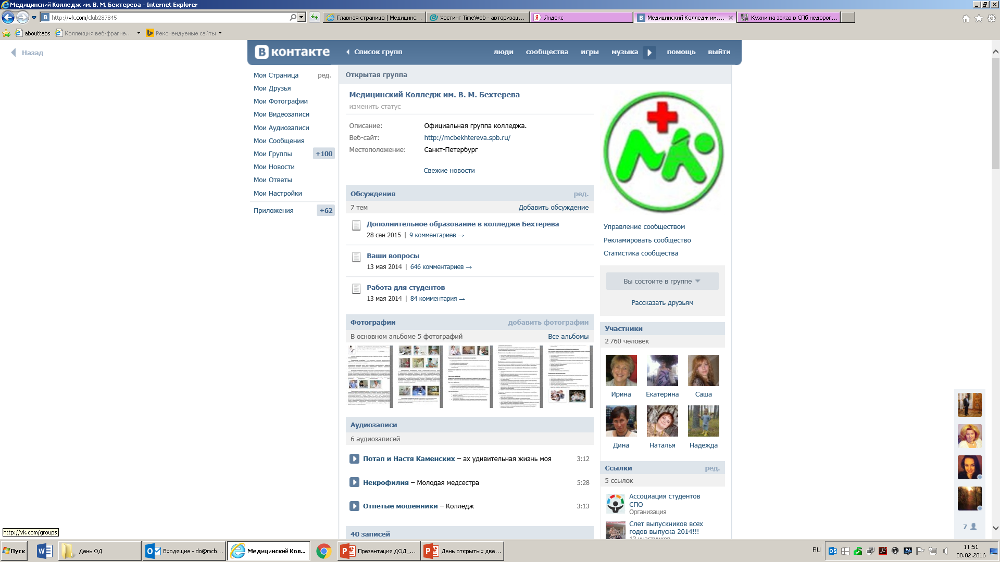 Медицинский Колледж им. В. М. Бехтерева - Internet Explorer
http://vk.com/club287845
Главная страница | Медицинс...
Хостинг TimeWeb - авторизац...
Яндекс
Медицинский Колледж им....
Кухни на заказ в СПб недорог...
abouttabs
Коллекция веб-фрагме...
Рекомендуемые сайты
Назад
В контакте
Список групп
люди
сообщества
игры
музыка
помощь
выйти
Моя Страница
ред.
Мои Друзья
Мои Фотографии
Мои Видеозаписи
Мои Аудиозаписи
Мои Сообщения
Мои Группы
+100
Мои Новости
Мои Ответы
Мои Настройки
Приложения
+62
Открытая группа
Медицинский Колледж им. В. М. Бехтерева
изменить статус
Описание: Официальная группа колледжа.
Веб-сайт: http://mcbekhtereva.spb.ru/
Местоположение: Санкт-Петербург
Свежие новости
Обсуждения ред.
7 тем Добавить обсуждение
Дополнительное образование в колледже Бехтерева
28 сен 2015 | 9 комментариев →
Ваши вопросы
13 мая 2014 | 646 комментариев →
Работа для студентов
13 мая 2014 | 84 комментария →
Фотографии добавить фотографии
В основном альбоме 5 фотографий Все альбомы
Аудиозаписи
6 аудиозаписей
Потап и Настя Каменских – ах удивительная жизнь моя 3:12
Некрофилия – Молодая медсестра 5:28
Отпетые мошенники – Колледж 3:13
40 записей
Управление сообществом
Рекламировать сообщество
Статистика сообщества
Вы состоите в группе
Рассказать друзьям
Участники
2 760 человек
Ирина Екатерина Саша
Дина Наталья Надежда
Ссылки ред.
5 ссылок
Ассоциация студентов
СПО
Организация
Слет выпускников всех
годов выпуска 2014!!!
13 участников
7
http://vk.com/groups
Пуск
День ОД
Входящие - do@mcb...
Медицинский Кол...
Презентация ДОД_...
День открытых две...
RU
11:51
08.02.2016